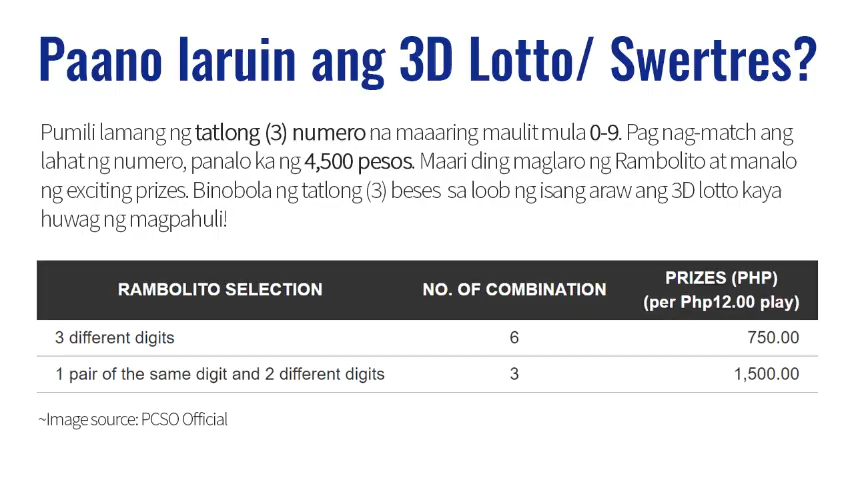 Paano laruin ang 3D Lotto/ Swertres?
Pumili lamang ng tatlong (3) numero na maaaring maulit mula 0-9. Pag nag-match ang
lahat ng numero, panalo ka ng 4,500 pesos. Maari ding maglaro ng Rambolito at manalo
ng exciting prizes. Binobola ng tatlong (3) beses sa loob ng isang araw ang 3D lotto kaya
huwag ng magpahuli!
RAMBOLITO SELECTION NO. OF COMBINATION PRIZES (PHP)
(per Php12.00 play)
3 different digits 6 750.00
1 pair of the same digit and 2 different digits 3 1,500.00
~Image source: PCSO Official